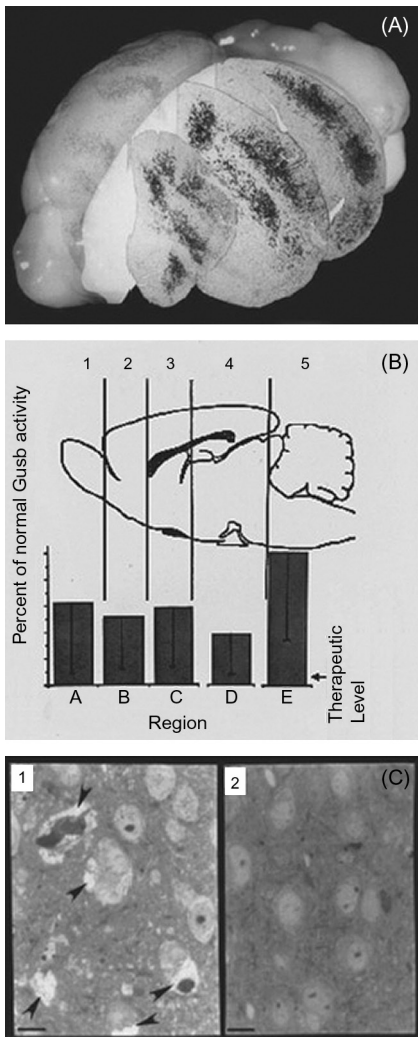 (A)
1 2 3 4 5 (B)
Percent of normal Gusb activity
A B C D E
Region
Therapeutic
Level
1 2 (C)